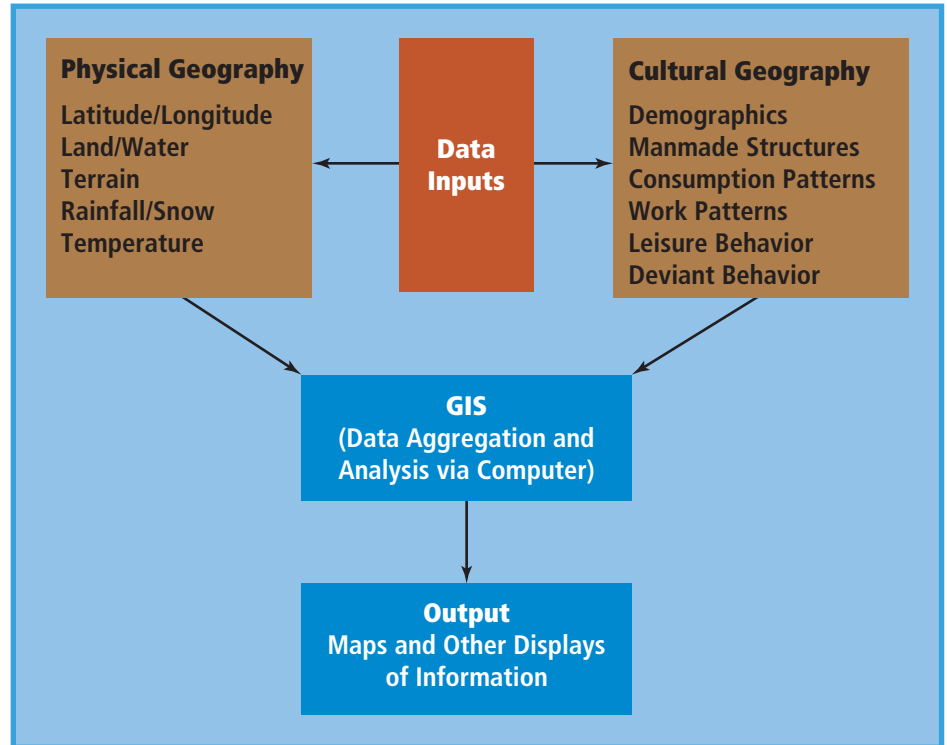 Physical Geography
Latitude/Longitude
Land/Water
Terrain
Rainfall/Snow
Temperature
Data
Inputs
Cultural Geography
Demographics
Manmade Structures
Consumption Patterns
Work Patterns
Leisure Behavior
Deviant Behavior
GIS
(Data Aggregation and
Analysis via Computer)
Output
Maps and Other Displays
of Information